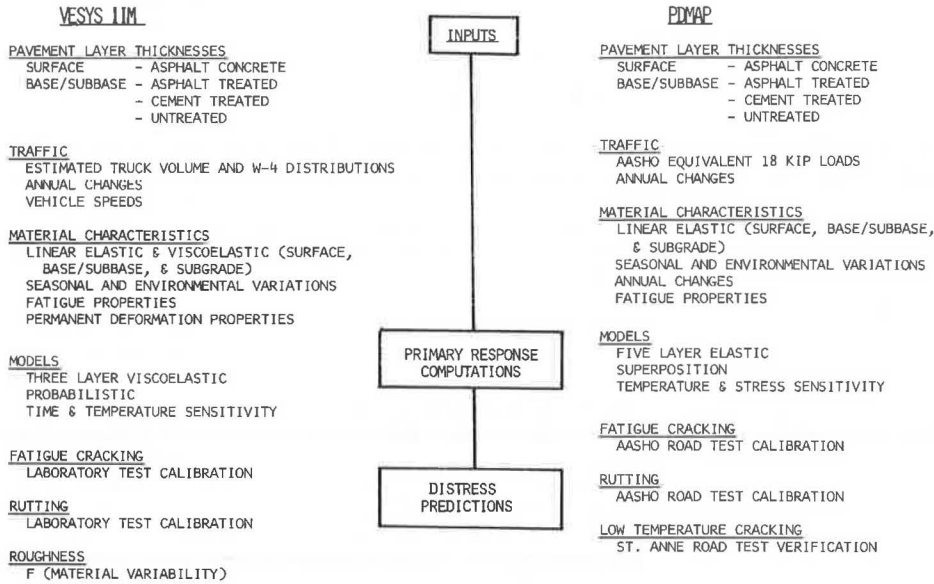 VESYS IIM
PAVEMENT LAYER THICKNESSES
SURFACE - ASPHALT CONCRETE
BASE/SUBBASE - ASPHALT TREATED
- CEMENT TREATED
- UNTREATED
TRAFFIC
ESTIMATED TRUCK VOLUME AND W-4 DISTRIBUTIONS
ANNUAL CHANGES
VEHICLE SPEEDS
MATERIAL CHARACTERISTICS
LINEAR ELASTIC & VISCOELASTIC (SURFACE,
BASE/SUBBASE, & SUBGRADE)
SEASONAL AND ENVIRONMENTAL VARIATIONS
FATIGUE PROPERTIES
PERMANENT DEFORMATION PROPERTIES
MODELS
THREE LAYER VISCOELASTIC
PROBABILISTIC
TIME & TEMPERATURE SENSITIVITY
FATIGUE CRACKING
LABORATORY TEST CALIBRATION
RUTTING
LABORATORY TEST CALIBRATION
ROUGHNESS
F (MATERIAL VARIABILITY)
INPUTS
PRIMARY RESPONSE
COMPUTATIONS
DISTRESS
PREDICTIONS
PDMAP
PAVEMENT LAYER THICKNESSES
SURFACE - ASPHALT CONCRETE
BASE/SUBBASE - ASPHALT TREATED
- CEMENT TREATED
- UNTREATED
TRAFFIC
AASHO EQUIVALENT 18 KIP LOADS
ANNUAL CHANGES
MATERIAL CHARACTERISTICS
LINEAR ELASTIC (SURFACE, BASE/SUBBASE,
& SUBGRADE)
SEASONAL AND ENVIRONMENTAL VARIATIONS
ANNUAL CHANGES
FATIGUE PROPERTIES
MODELS
FIVE LAYER ELASTIC
SUPERPOSITION
TEMPERATURE & STRESS SENSITIVITY
FATIGUE CRACKING
AASHO ROAD TEST CALIBRATION
RUTTING
AASHO ROAD TEST CALIBRATION
LOW TEMPERATURE CRACKING
ST. ANNE ROAD TEST VERIFICATION